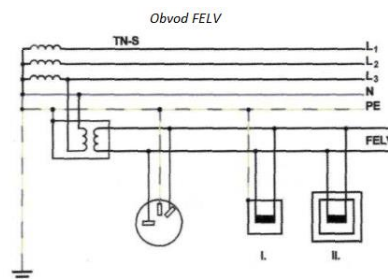 Obvod FELV
TN-S
L1
L2
L3
N
PE
FELV
I.
II.